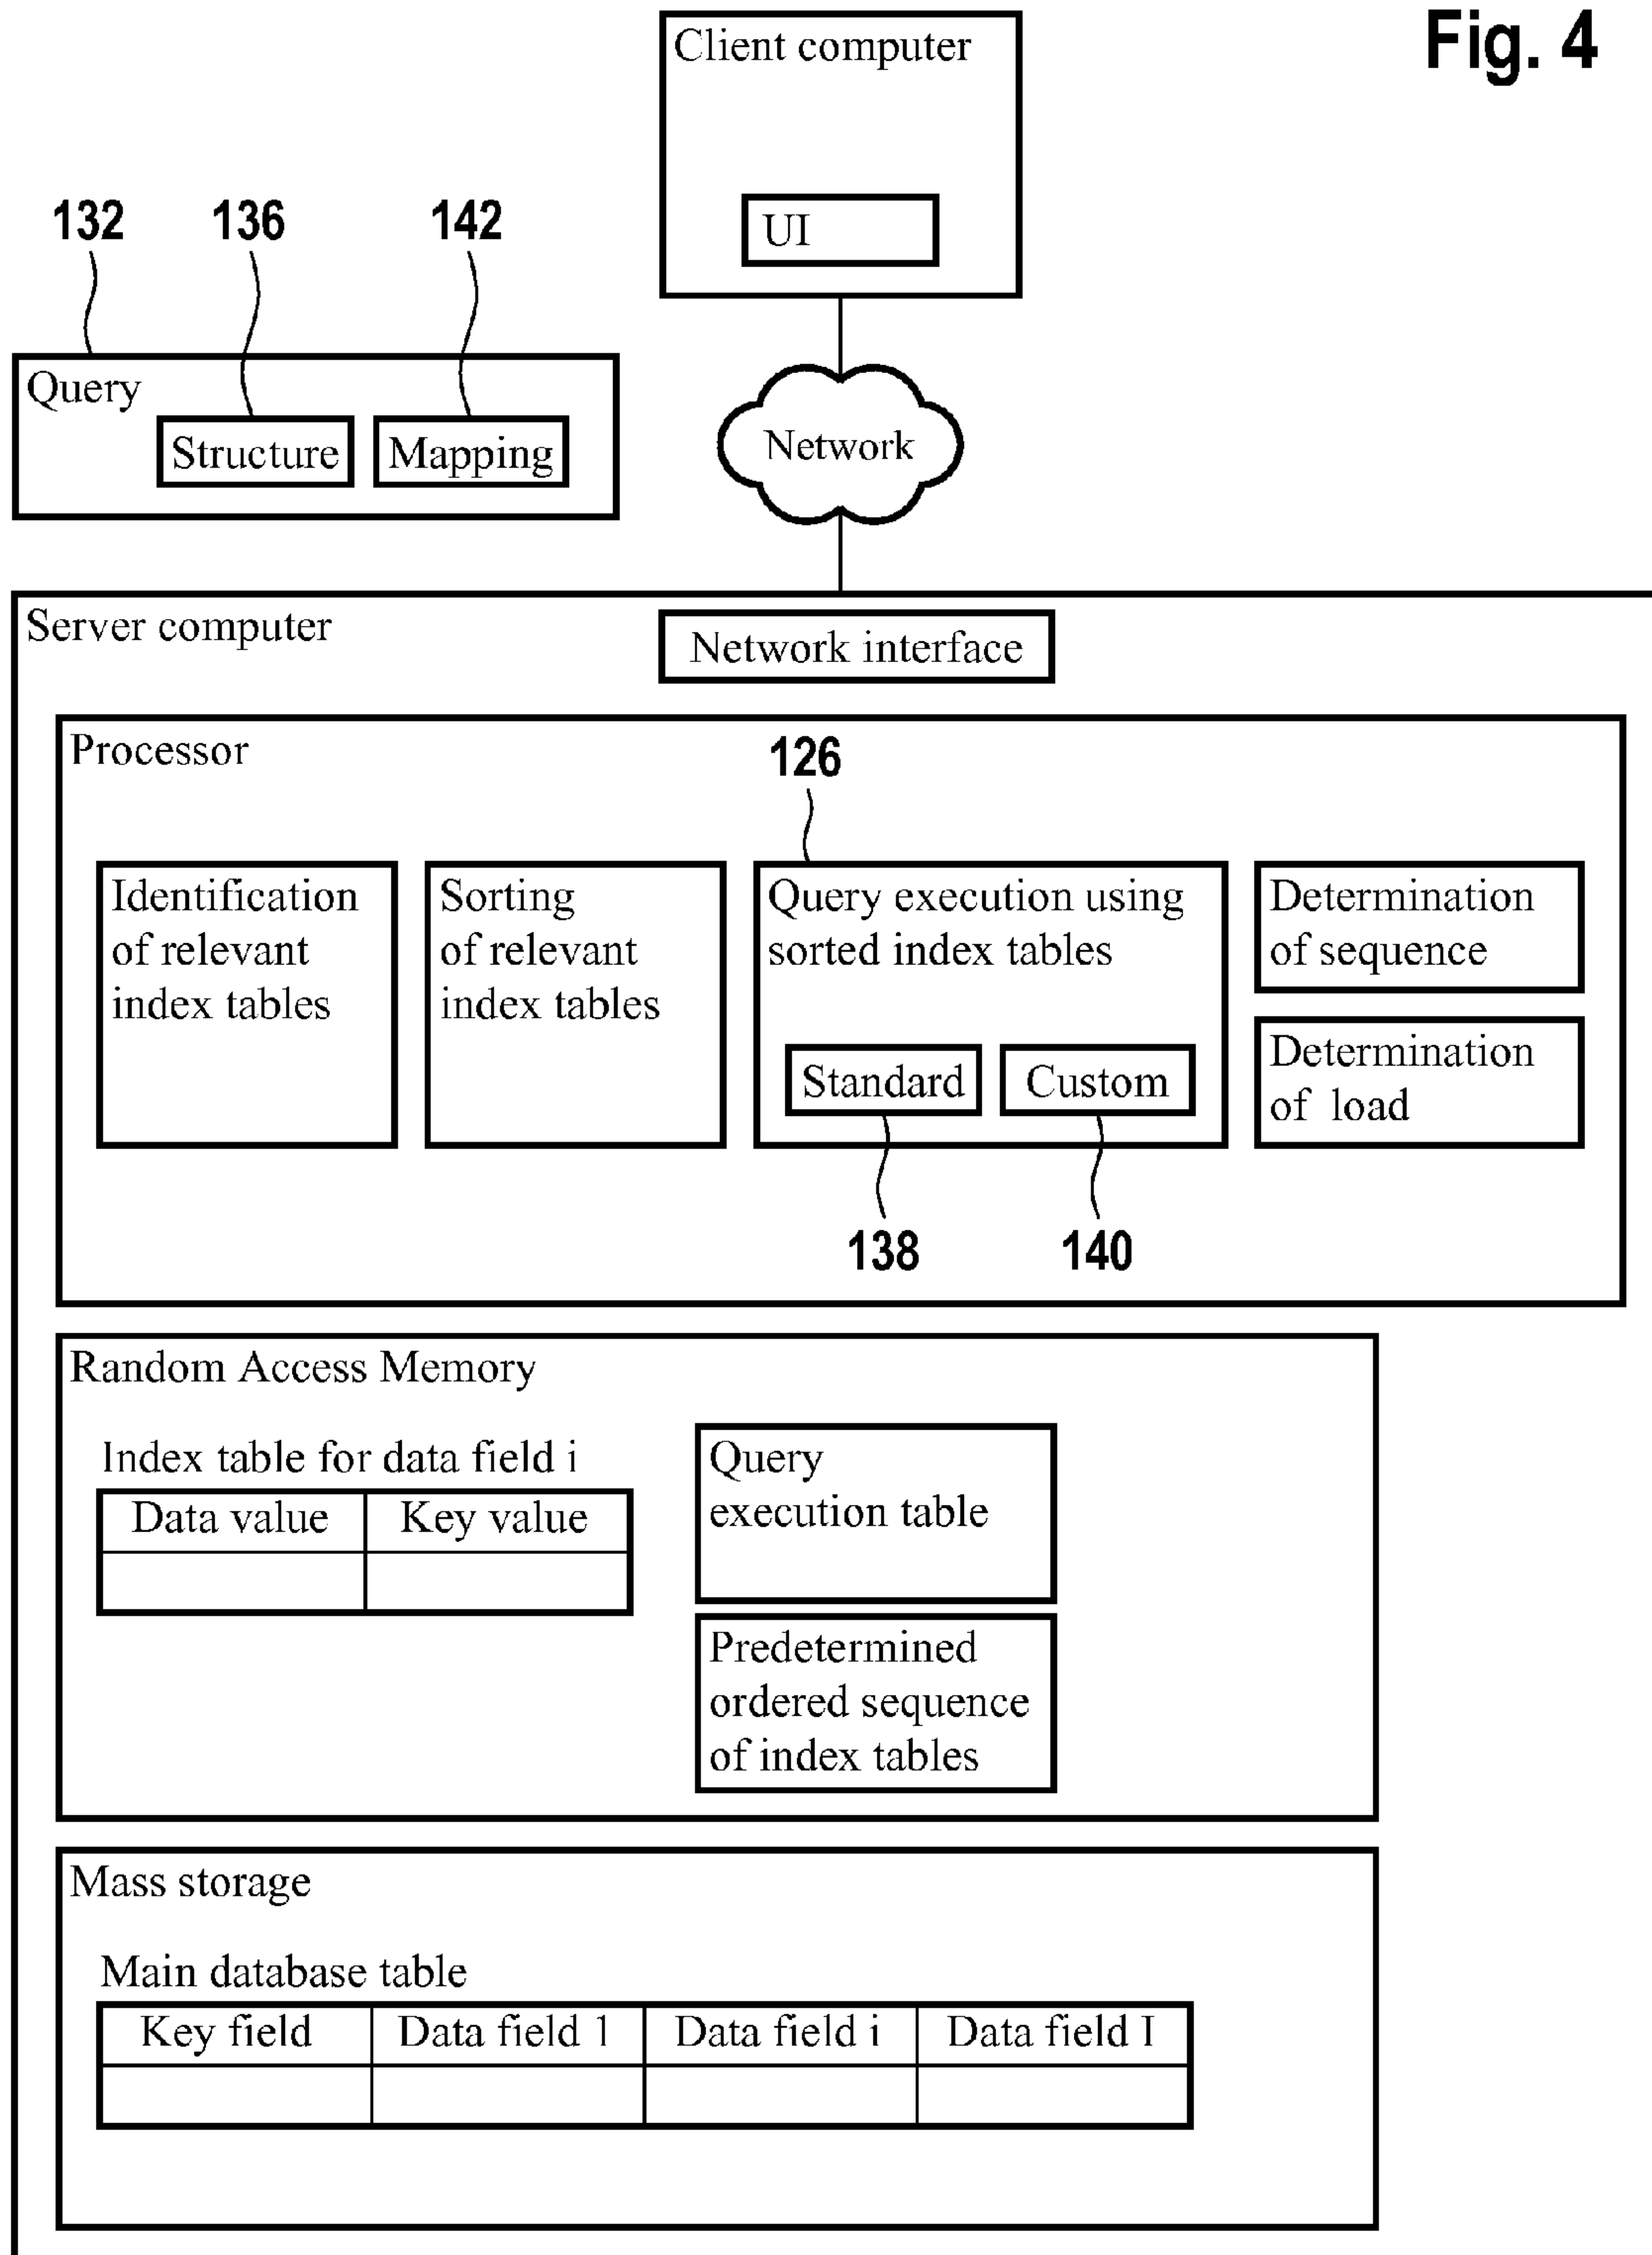 Fig. 4
Client computer
UI
132 136 142
Query
Structure Mapping
Network
Server computer
Network interface
Processor
126
Identification
of relevant
index tables
Sorting
of relevant
index tables
Query execution using
sorted index tables
Standard Custom
Determination
of sequence
Determination
of load
138 140
Random Access Memory
Index table for data field i
Data value Key value
Query
execution table
Predetermined
ordered sequence
of index tables
Mass storage
Main database table
Key field Data field 1 Data field i Data field I